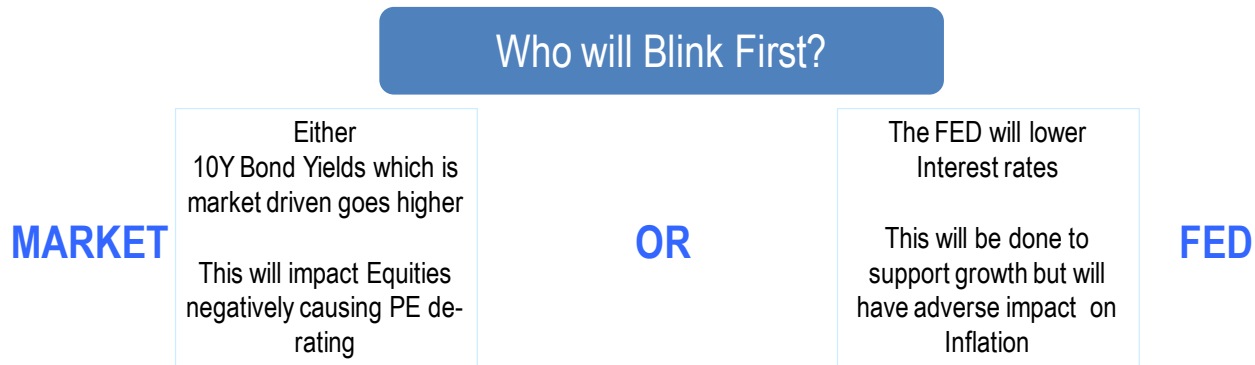 Who will Blink First?
MARKET
Either
10Y Bond Yields which is
market driven goes higher
This will impact Equities
negatively causing PE de-
rating
OR
The FED will lower
Interest rates
This will be done to
support growth but will
have adverse impact on
Inflation
FED